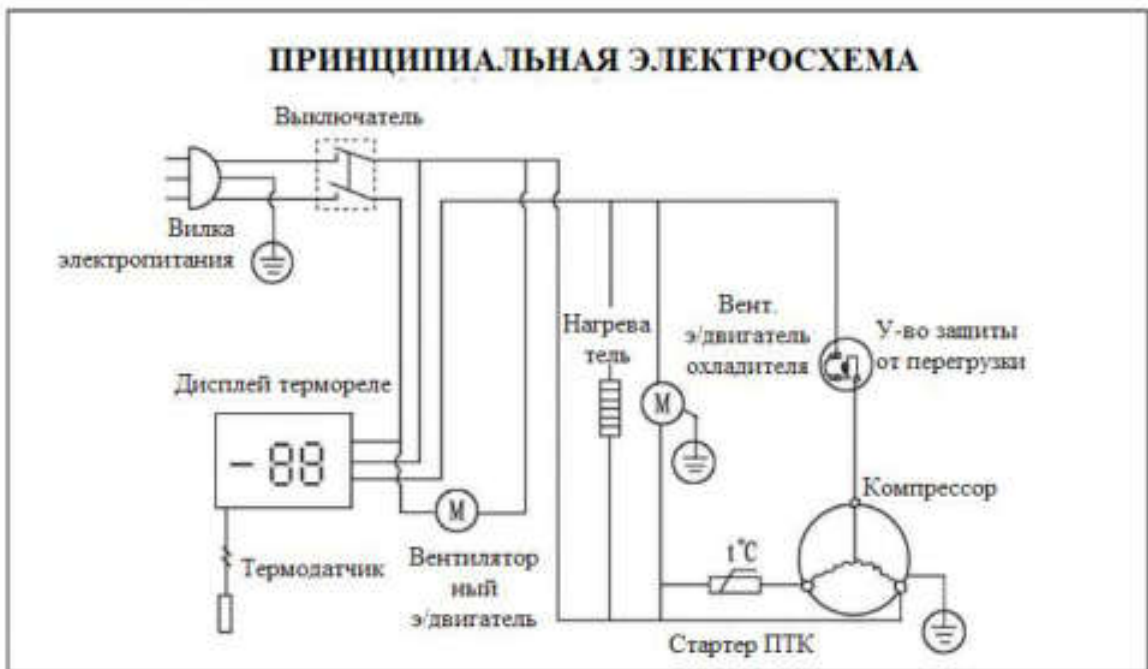 ПРИНЦИПИАЛЬНАЯ ЭЛЕКТРОСХЕМА
Выключатель
Вилка
электропитания
Нагрева
тель
Вент.
э/двигатель
охладителя
У-во зашиты
от перегрузки
Дисплей термореле
M
- 88
Компрессор
M
t°C
Термодатчик
Вентилятор
ный
э/двигатель
Стартер ПТК